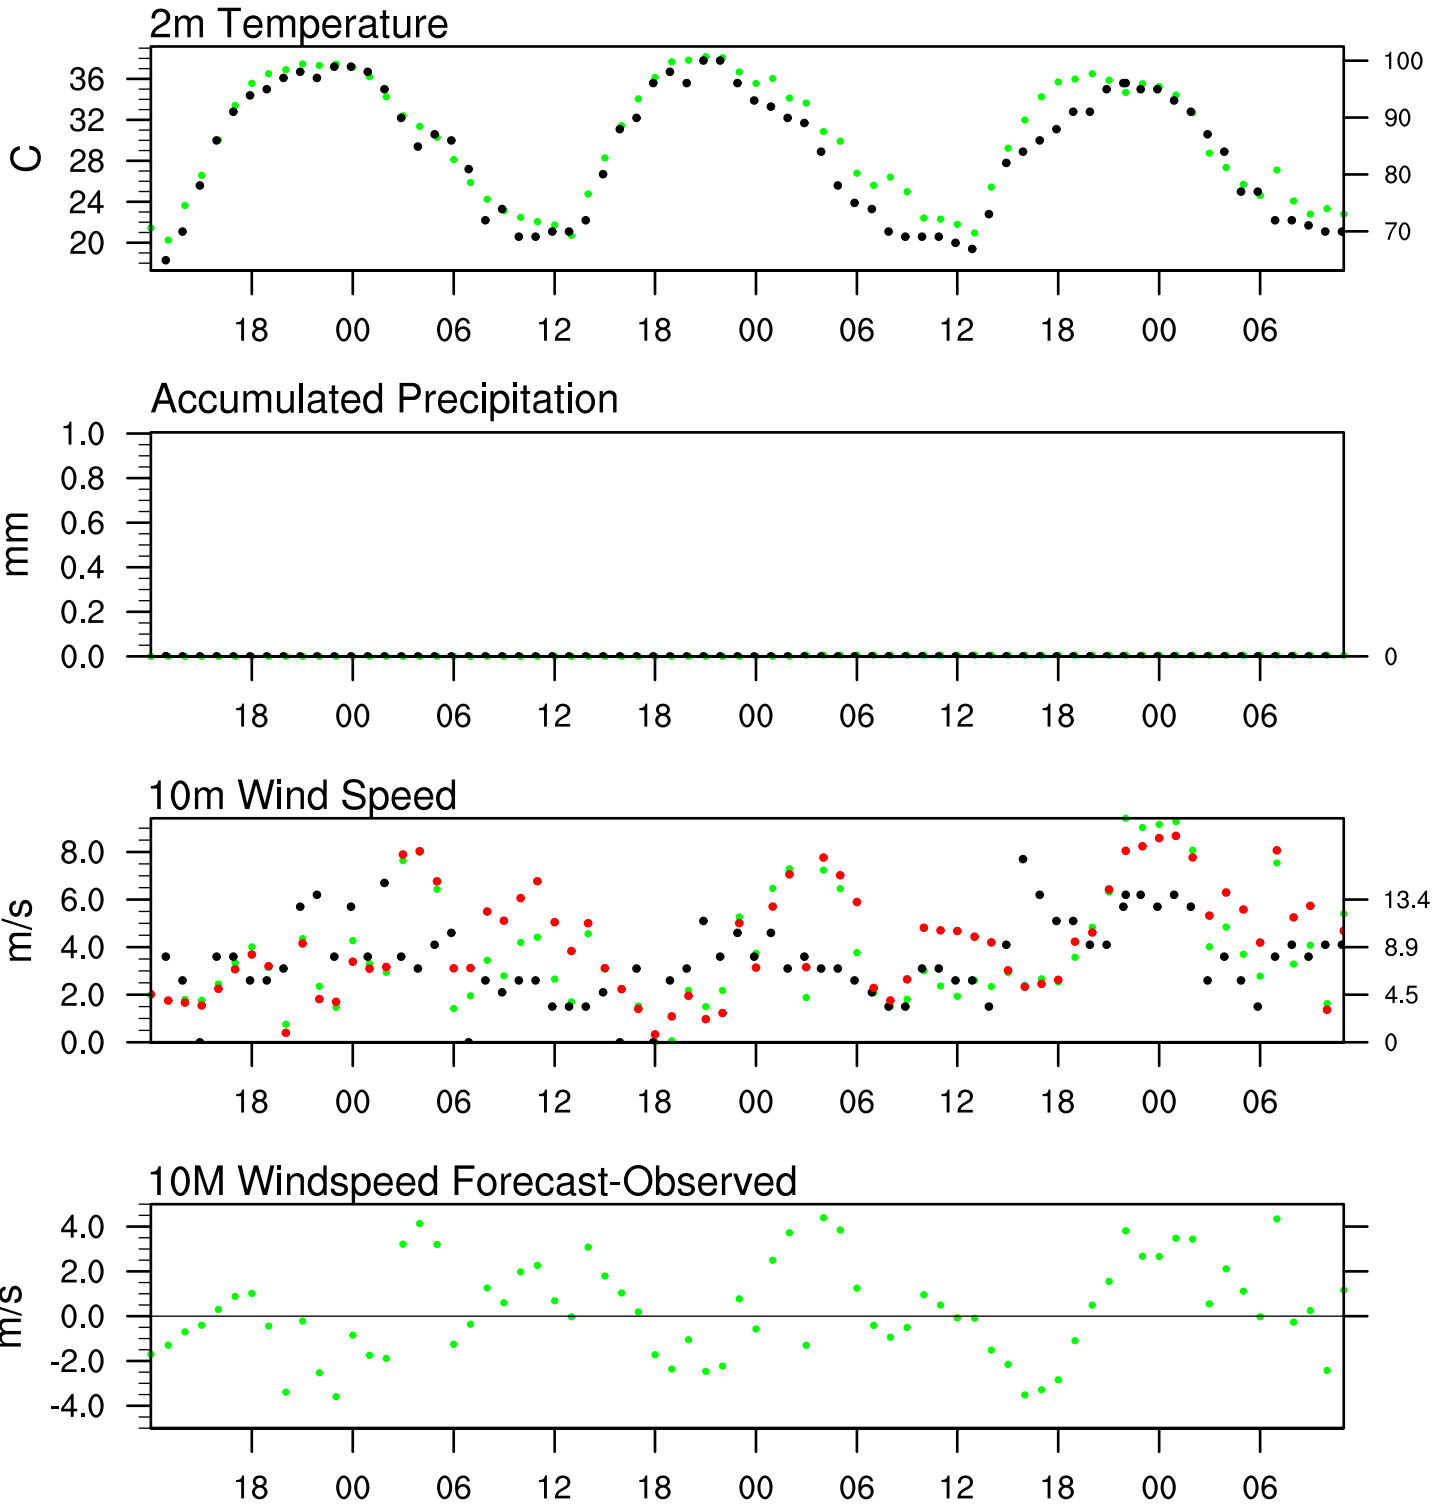 2m Temperature
C
36
32
28
24
20
100
90
80
70
18 00 06 12 18 00 06 12 18 00 06
Accumulated Precipitation
mm
1.0
0.8
0.6
0.4
0.2
0.0
0
18 00 06 12 18 00 06 12 18 00 06
10m Wind Speed
m/s
8.0
6.0
4.0
2.0
0.0
13.4
8.9
4.5
0
18 00 06 12 18 00 06 12 18 00 06
10M Windspeed Forecast-Observed
m/s
4.0
2.0
0.0
-2.0
-4.0
18 00 06 12 18 00 06 12 18 00 06